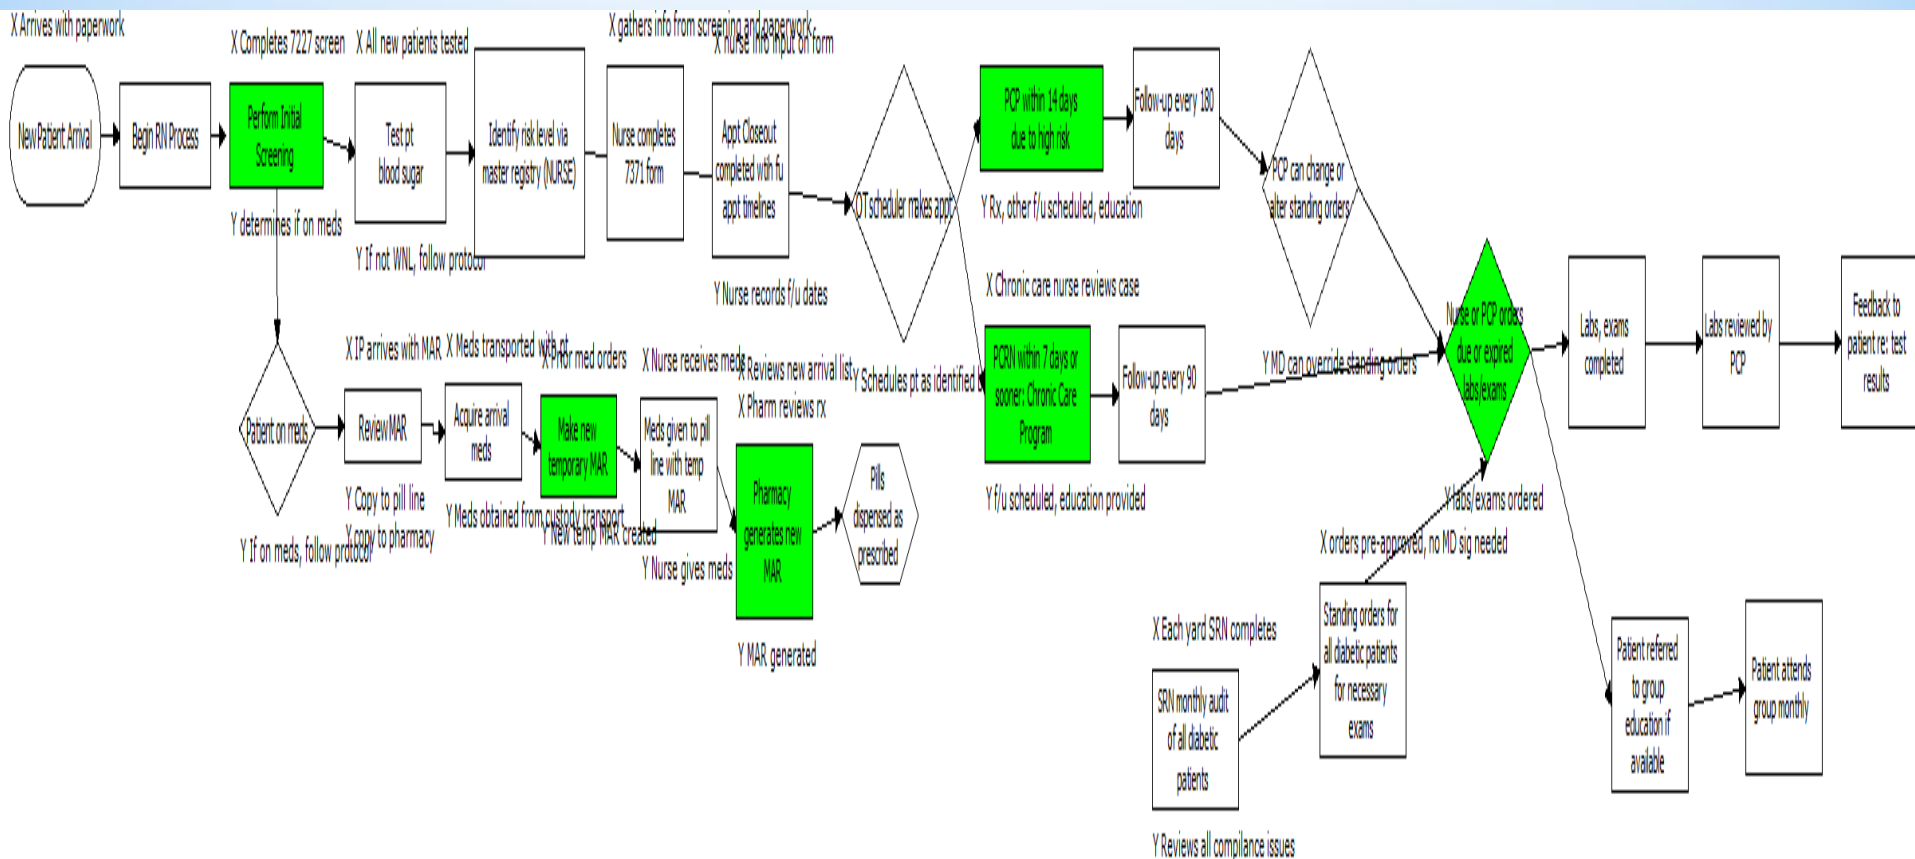 X Arrives with paperwork
X Completes 7227 screen
X All new patients tested
X gathers info from screening and paperwork
X nurse info input on form
New Patient Arrival
Begin RN Process
Perform Initial
Screening
Test pt
blood sugar
Identify risk level via
master registry (NURSE)
Nurse completes
7371 form
Appt Closeout
completed with fu
appt timelines
OT scheduler makes appt
PCP within 14 days
due to high risk
Follow-up every 180
days
PCP can change or
alter standing orders
Y determines if on meds
Y If not WNL, follow protocol
Y Nurse records f/u dates
Y Rx, other f/u scheduled, education
X Chronic care nurse reviews case
PCRN within 7 days or
sooner: Chronic Care
Program
Follow-up every 90
days
Y MD can override standing orders
Nurse or PCP orders
due or expired
labs/exams
Labs, exams
completed
Labs reviewed by
PCP
Feedback to
patient re: test
results
X IP arrives with MAR
X Meds transported with pt
X Prior med orders
X Nurse receives meds
X Reviews new arrival list
X Pharm reviews rx
Y Schedules pt as identified
Patient on meds
Review MAR
Acquire arrival
meds
Make new
temporary MAR
Meds given to pill
line with temp
MAR
Pharmacy
generates new
MAR
Pills
dispensed as
prescribed
Y If on meds, follow protocol
Y Copy to pill line
Y copy to pharmacy
Y Meds obtained from custody transport
Y New temp MAR created
Y Nurse gives meds
Y MAR generated
Y f/u scheduled, education provided
Y labs/exams ordered
X orders pre-approved, no MD sig needed
X Each yard SRN completes
SRN monthly audit
of all diabetic
patients
Y Reviews all compilance issues
Standing orders for
all diabetic patients
for necessary
exams
Patient referred
to group
education if
available
Patient attends
group monthly